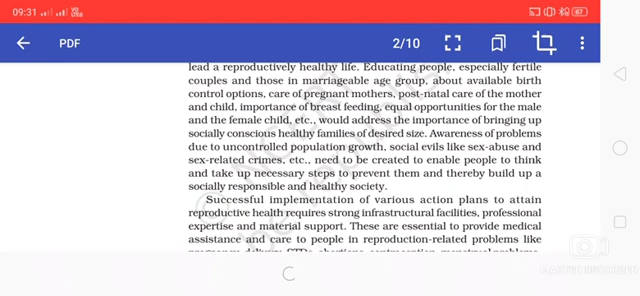 09:31
VO
LTE
67
PDF
2/10
lead a reproductively healthy life. Educating people, especially fertile
couples and those in marriageable age group, about available birth
control options, care of pregnant mothers, post-natal care of the mother
and child, importance of breast feeding, equal opportunities for the male
and the female child, etc., would address the importance of bringing up
socially conscious healthy families of desired size. Awareness of problems
due to uncontrolled population growth, social evils like sex-abuse and
sex-related crimes, etc., need to be created to enable people to think
and take up necessary steps to prevent them and thereby build up a
socially responsible and healthy society.
Successful implementation of various action plans to attain
reproductive health requires strong infrastructural facilities, professional
expertise and material support. These are essential to provide medical
assistance and care to people in reproduction-related problems like